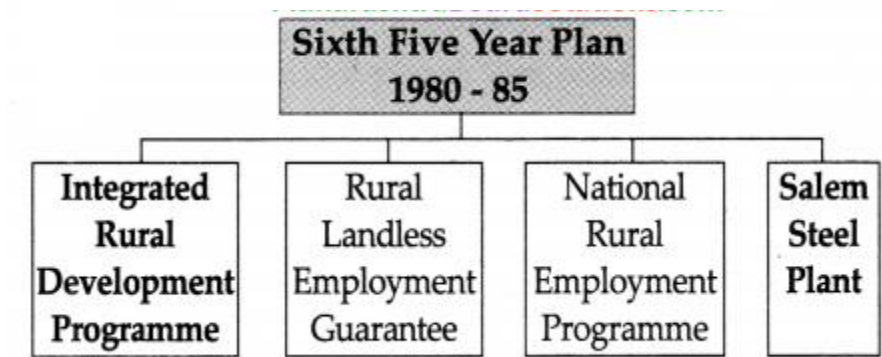 Sixth Five Year Plan
1980 - 85
Integrated
Rural
Development
Programme
Rural
Landless
Employment
Guarantee
National
Rural
Employment
Programme
Salem
Steel
Plant